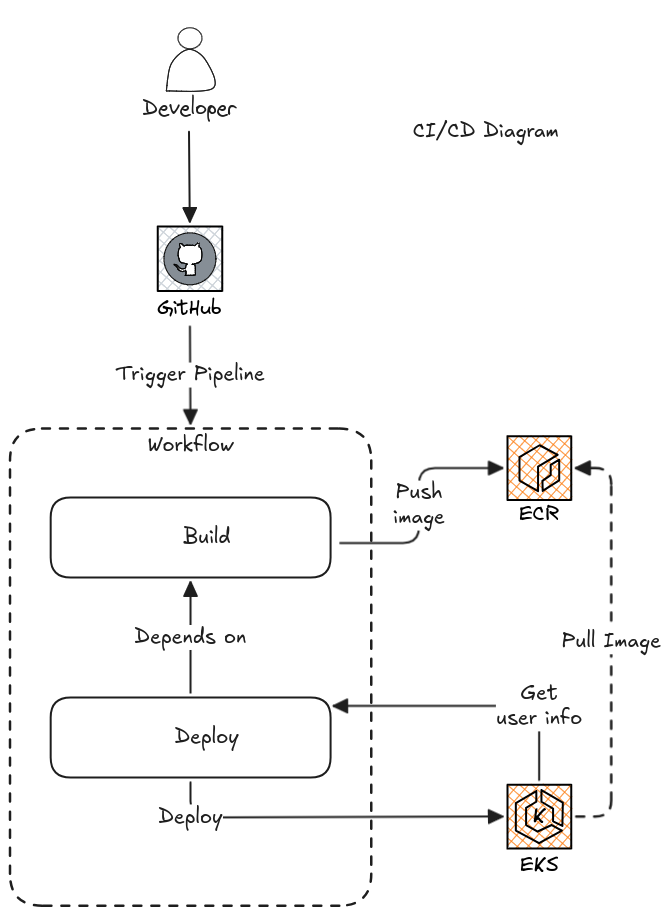 Developer
CI/CD Diagram
GitHub
Trigger Pipeline
Workflow
Build
Push
image
ECR
Depends on
Pull Image
Get
user info
Deploy
Deploy
K
EKS